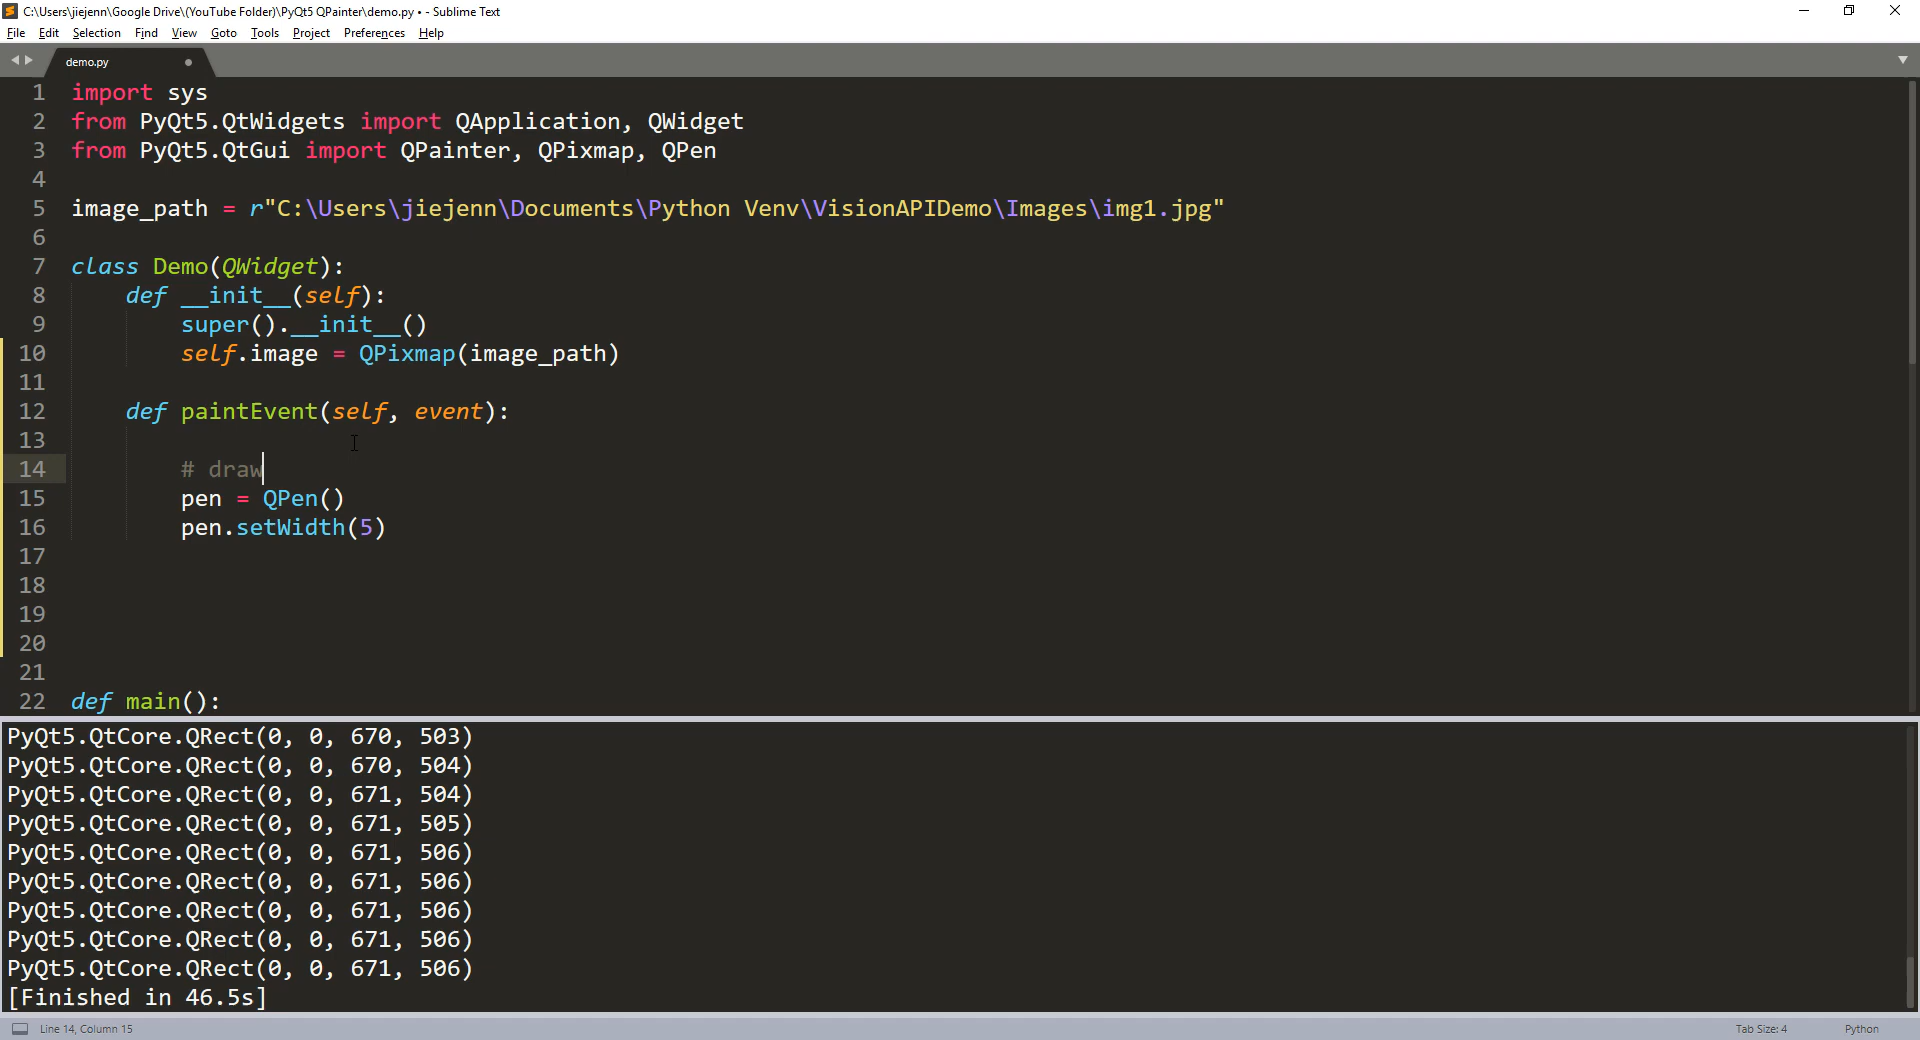 C:\Users\jiejenn\Google Drive\(YouTube Folder)\PyQt5 QPainter\demo.py • - Sublime Text
File Edit Selection Find View Goto Tools Project Preferences Help
demo.py
1 import sys
2 from PyQt5.QtWidgets import QApplication, QWidget
3 from PyQt5.QtGui import QPainter, QPixmap, QPen
4
5 image_path = r"C:\Users\jiejenn\Documents\Python Venv\VisionAPIDemo\Images\img1.jpg"
6
7 class Demo(QWidget):
8     def __init__(self):
9         super().__init__()
10         self.image = QPixmap(image_path)
11
12     def paintEvent(self, event):
13
14         # draw
15         pen = QPen()
16         pen.setWidth(5)
17
18
19
20
21
22 def main():
PyQt5.QtCore.QRect(0, 0, 670, 503)
PyQt5.QtCore.QRect(0, 0, 670, 504)
PyQt5.QtCore.QRect(0, 0, 671, 504)
PyQt5.QtCore.QRect(0, 0, 671, 505)
PyQt5.QtCore.QRect(0, 0, 671, 506)
PyQt5.QtCore.QRect(0, 0, 671, 506)
PyQt5.QtCore.QRect(0, 0, 671, 506)
PyQt5.QtCore.QRect(0, 0, 671, 506)
PyQt5.QtCore.QRect(0, 0, 671, 506)
[Finished in 46.5s]
Line 14, Column 15 Tab Size: 4 Python